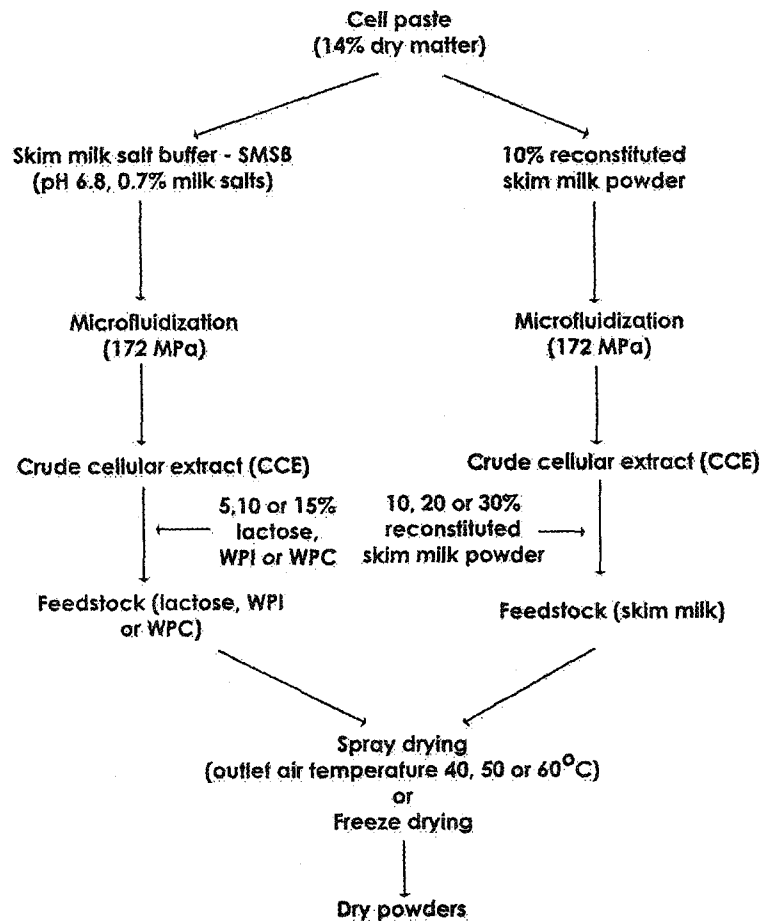 Cell paste
(14% dry matter)
Skim milk salt buffer - SMSB
(pH 6.8, 0.7% milk salts)
10% reconstituted
skim milk powder
Microfluidization
(172 MPa)
Microfluidization
(172 MPa)
Crude cellular extract (CCE)
Crude cellular extract (CCE)
5,10 or 15%
lactose,
WPI or WPC
10, 20 or 30%
reconstituted
skim milk powder
Feedstock (lactose, WPI
or WPC)
Feedstock (skim milk)
Spray drying
(outlet air temperature 40, 50 or 60°C)
or
Freeze drying
Dry powders